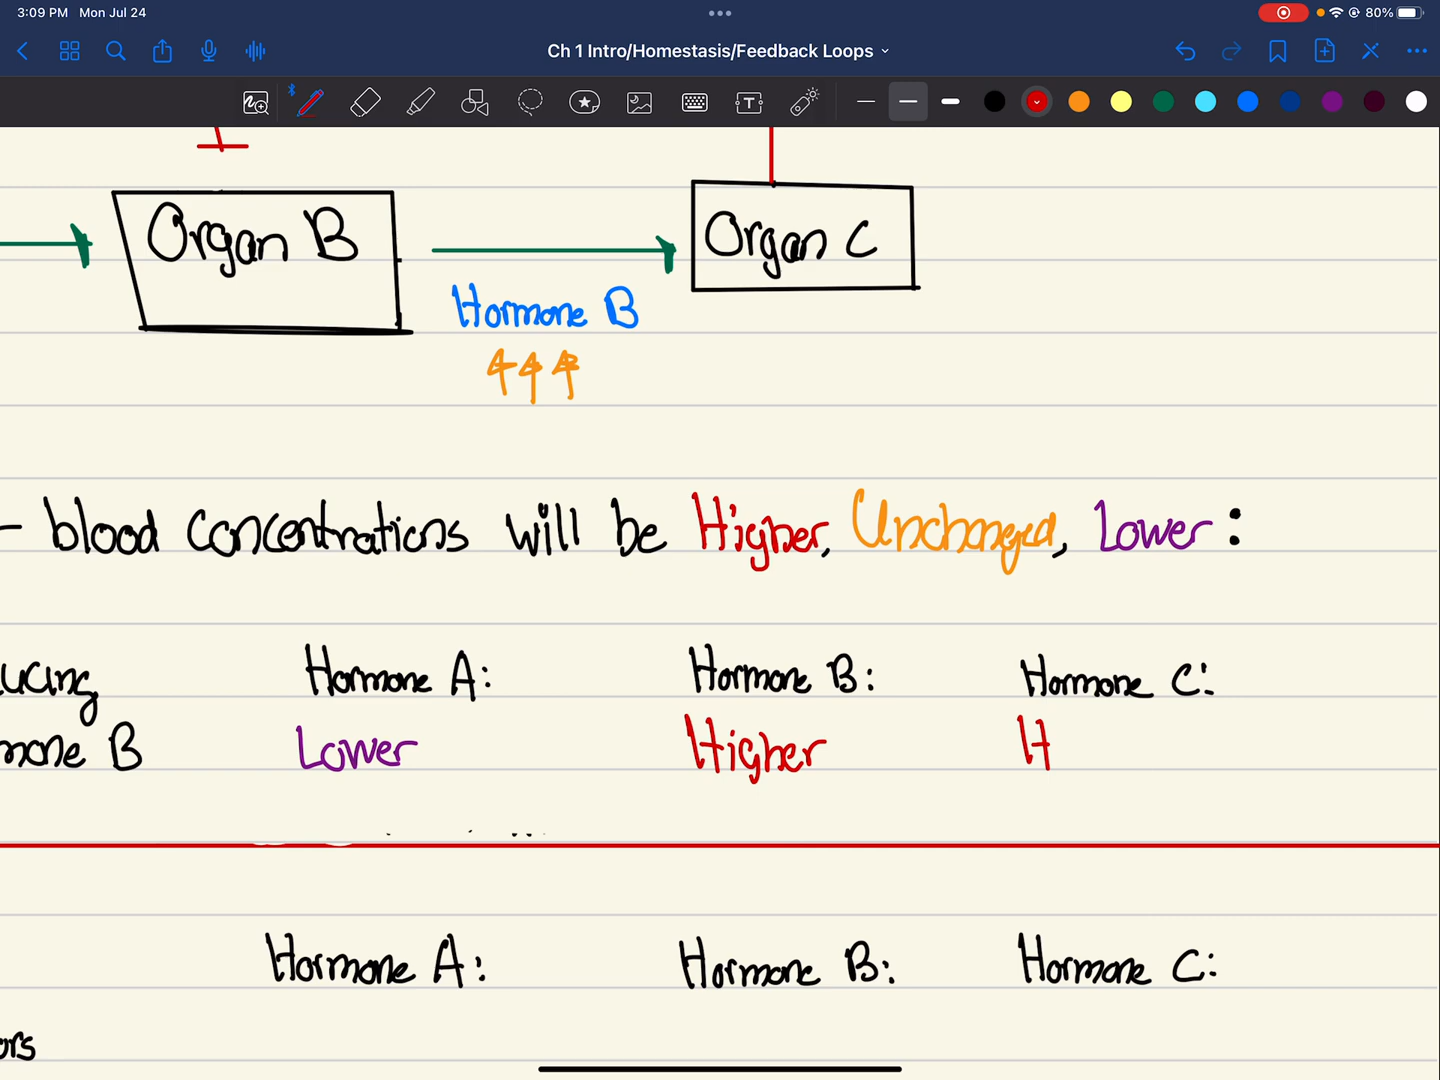 3:09 PM Mon Jul 24
80%
Ch 1 Intro/Homestasis/Feedback Loops
Organ B
Organ C
Hormone B
- blood concentrations will be Higher, Unchanged, Lower:
ucing
Hormone A:
Hormone B:
Hormone C:
mone B
Lower
Higher
H
Hormone A:
Hormone B:
Hormone C:
ors